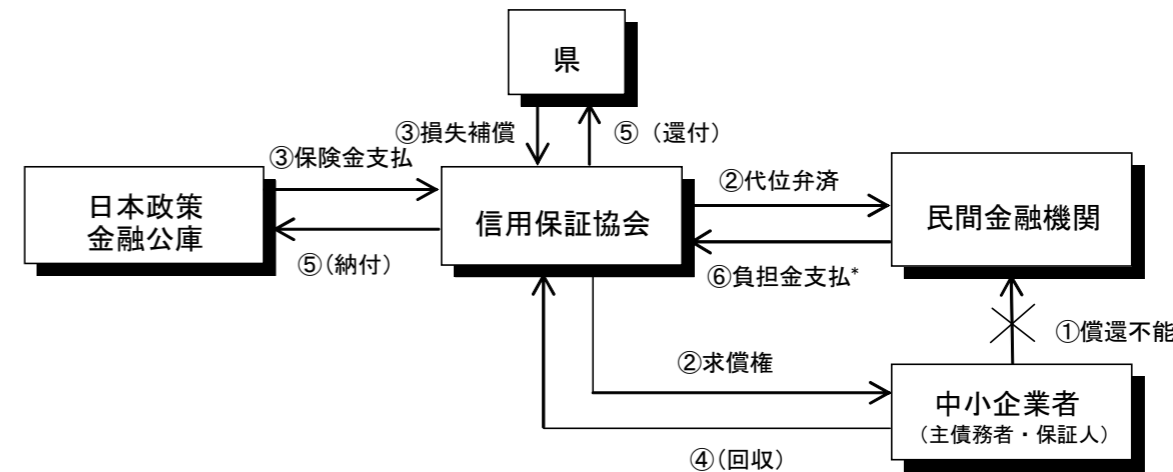 県
③損失補償
⑤（還付）
③保険金支払
②代位弁済
日本政策
金融公庫
信用保証協会
民間金融機関
⑤(納付)
⑥負担金支払*
①償還不能
②求償権
中小企業者
（主債務者・保証人）
④(回収)